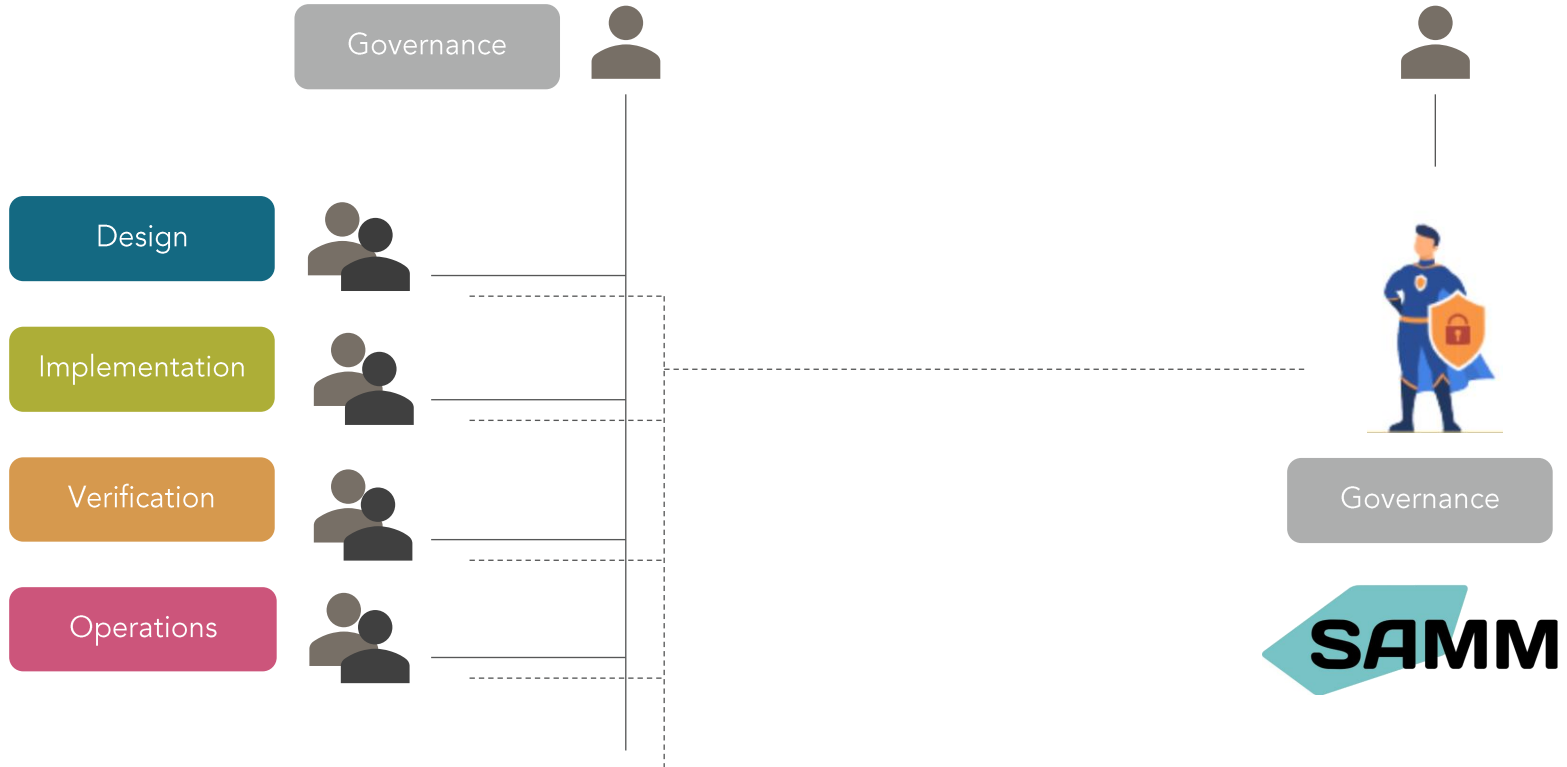 Governance
Design
Implementation
Verification
Operations
Governance
SAMM